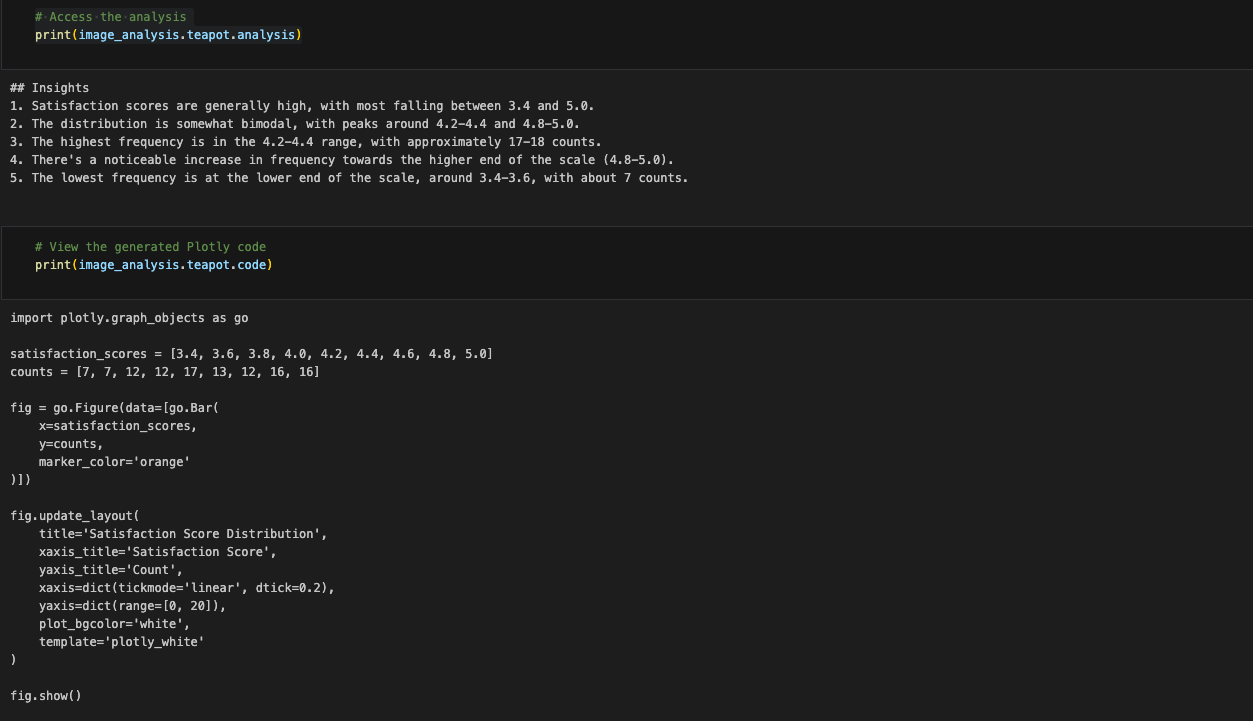 # Access the analysis
print(image_analysis.teapot.analysis)
## Insights
1. Satisfaction scores are generally high, with most falling between 3.4 and 5.0.
2. The distribution is somewhat bimodal, with peaks around 4.2-4.4 and 4.8-5.0.
3. The highest frequency is in the 4.2-4.4 range, with approximately 17-18 counts.
4. There's a noticeable increase in frequency towards the higher end of the scale (4.8-5.0).
5. The lowest frequency is at the lower end of the scale, around 3.4-3.6, with about 7 counts.
# View the generated Plotly code
print(image_analysis.teapot.code)
import plotly.graph_objects as go
satisfaction_scores = [3.4, 3.6, 3.8, 4.0, 4.2, 4.4, 4.6, 4.8, 5.0]
counts = [7, 7, 12, 12, 17, 13, 12, 16, 16]
fig = go.Figure(data=[go.Bar(
    x=satisfaction_scores,
    y=counts,
    marker_color='orange'
)])
fig.update_layout(
    title='Satisfaction Score Distribution',
    xaxis_title='Satisfaction Score',
    yaxis_title='Count',
    xaxis=dict(tickmode='linear', dtick=0.2),
    yaxis=dict(range=[0, 20]),
    plot_bgcolor='white',
    template='plotly_white'
)
fig.show()